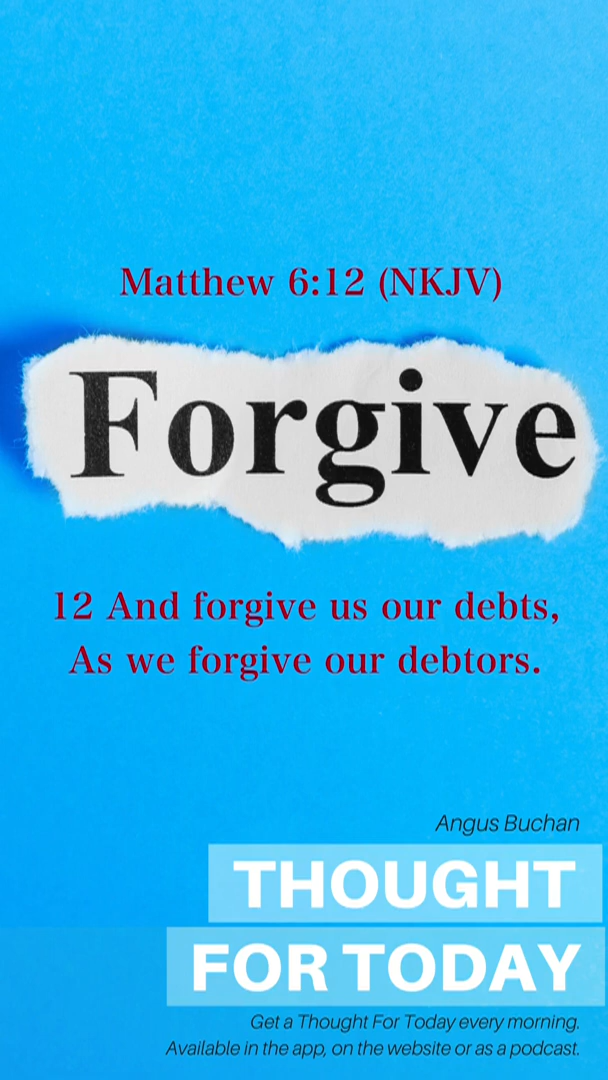 Matthew 6:12 (NKJV)
Forgive
12 And forgive us our debts,
As we forgive our debtors.
Angus Buchan
THOUGHT
FOR TODAY
Get a Thought For Today every morning.
Available in the app, on the website or as a podcast.